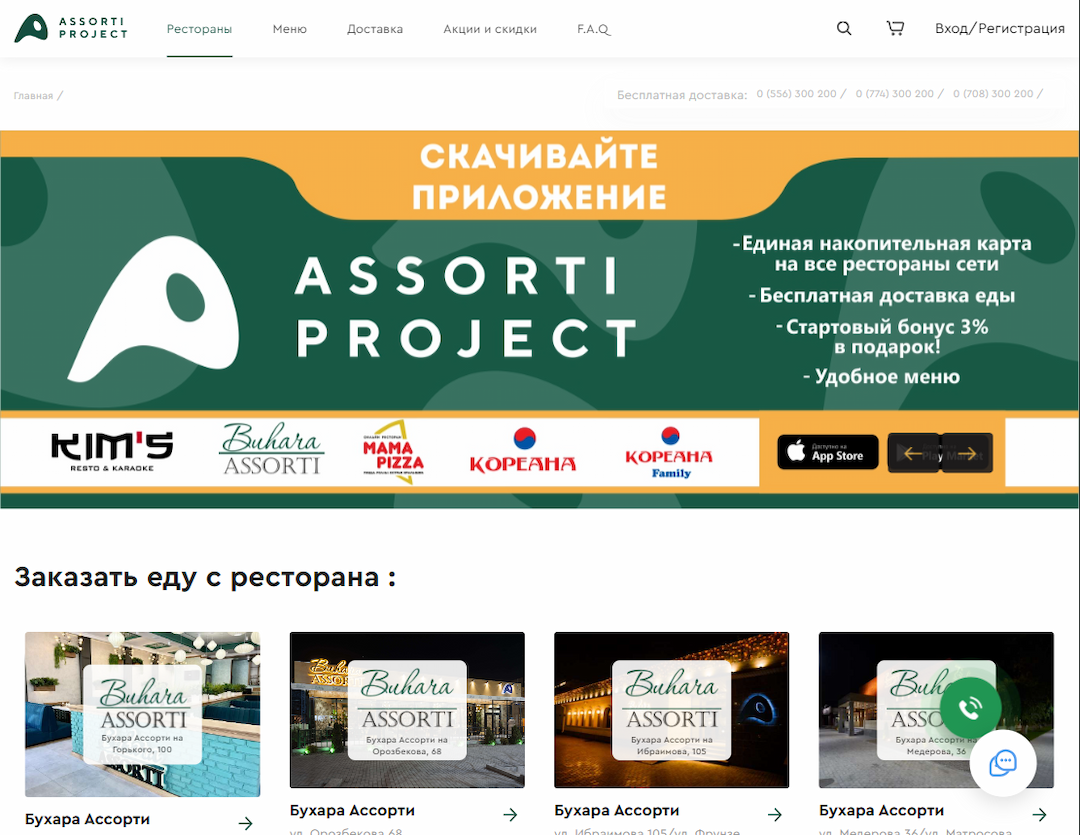 ASSORTI
PROJECT
Рестораны
Меню
Доставка
Акции и скидки
F.A.Q
Вход/Регистрация
Главная /
Бесплатная доставка:
0 (556) 300 200 /
0 (774) 300 200 /
0 (708) 300 200 /
СКАЧИВАЙТЕ
ПРИЛОЖЕНИЕ
ASSORTI
PROJECT
-Единая накопительная карта
на все рестораны сети
- Бесплатная доставка еды
- Стартовый бонус 3%
в подарок!
- Удобное меню
KIM'S
RESTO & KARAOKE
Buhara
ASSORTI
МАМА
PIZZA
КОРЕАНА
КОРЕАНА
Family
Доступно на
App Store
Заказать еду с ресторана :
Buhara
ASSORTI
Бухара Ассорти на
Горького, 100
Бухара Ассорти
Buhara
ASSORTI
Бухара Ассорти на
Орозбекова, 68
Бухара Ассорти
ул. Орозбекова 68
Buhara
ASSORTI
Бухара Ассорти на
Ибраимова, 105
Бухара Ассорти
ул. Ибраимова 105/ул. Фрунзе
Бухара Ассорти на
Медерова, 36
Бухара Ассорти
ул. Медерова 36/ул. Матросова